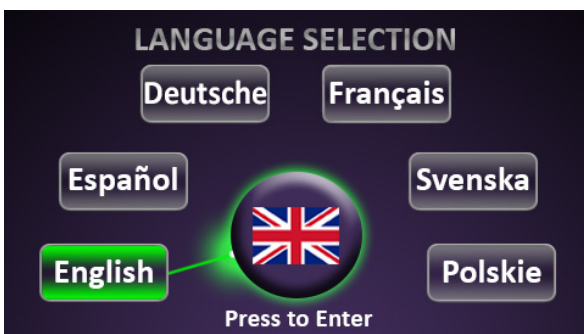 LANGUAGE SELECTION
Deutsche Français
Español Svenska
English Polskie
Press to Enter